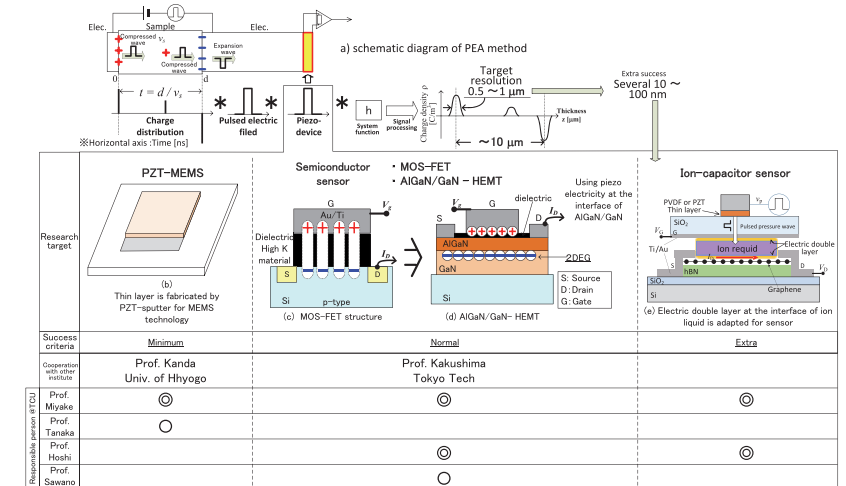 Elec.
Sample
Elec.
Compressed
wave
vs
Compressed
wave
Expansion
wave
0
d
a) schematic diagram of PEA method
t = d / vs
Charge
distribution
※Horizontal axis :Time [ns]
*
Pulsed electric
filed
*
Piezo-
device
*
h
System
function
Signal
processing
Charge density ρ
[C/m³]
Target
resolution
0.5 ～1 μm
～10 μm
Thickness
z [μm]
Extra success
Several 10 ～
100 nm
Research
target
PZT-MEMS
(b)
Thin layer is fabricated by
PZT-sputter for MEMS
technology
Semiconductor
sensor
・ MOS-FET
・ AlGaN/GaN – HEMT
G
Au/Ti
Vg
Dielectric
High K
material
ID
S
D
Si
p-type
(c) MOS-FET structure
Vg
G
dielectric
S
D
ID
AlGaN
2DEG
GaN
Si
(d) AlGaN/GaN- HEMT
Using piezo
electricity at the
interface of
AlGaN/GaN
S: Source
D: Drain
G: Gate
Ion-capacitor sensor
PVDF or PZT
Thin layer
vp
SiO2
G
Pulsed pressure wave
VG
Ti/Au
Ion requid
Electric double
layer
S
D
hBN
VD
SiO2
Graphene
Si
(e) Electric double layer at the interface of ion
liquid is adapted for sensor
Success
criteria
Minimum
Normal
Extra
Cooperation
with other
institute
Prof. Kanda
Univ. of Hhyogo
Prof. Kakushima
Tokyo Tech
Responsible person @TCU
Prof.
Miyake
◎
◎
◎
Prof.
Tanaka
○
Prof.
Hoshi
◎
◎
Prof.
Sawano
○